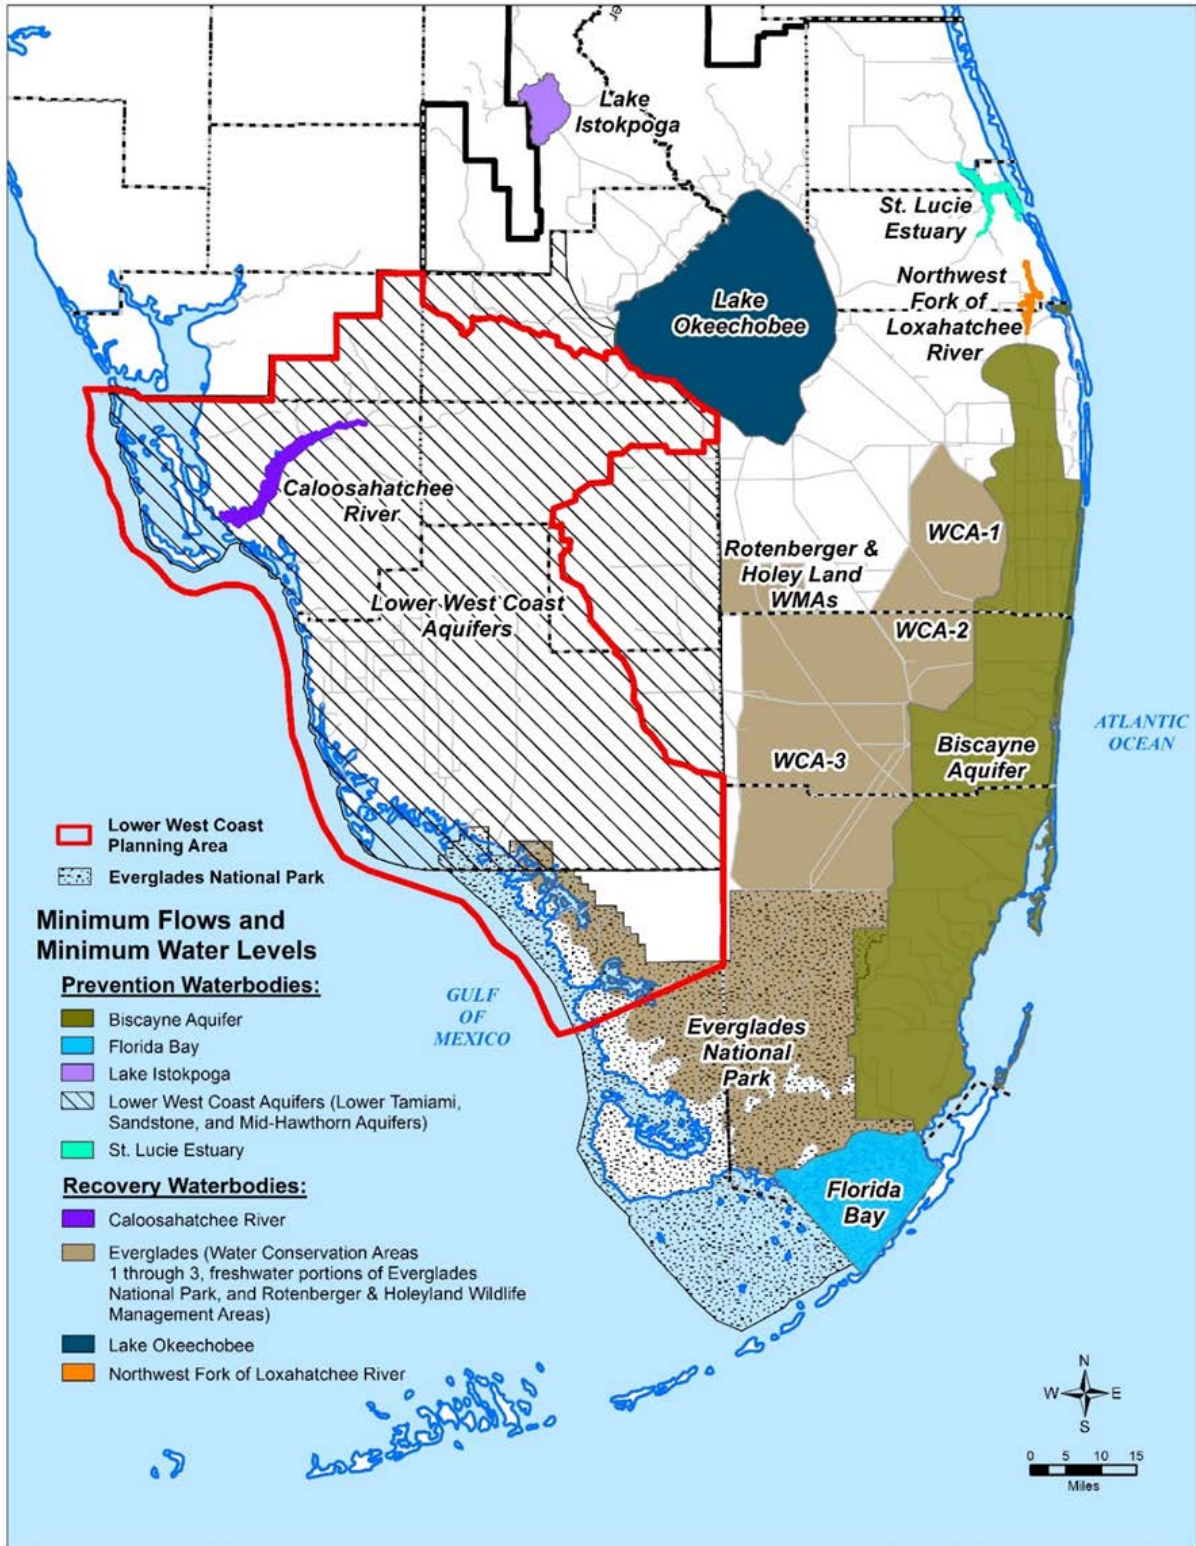 er
Lake
Istokpoga
St. Lucie
Estuary
Northwest
Fork of
Loxahatchee
River
Lake
Okeechobee
Caloosahatchee
River
WCA-1
Rotenberger &
Holey Land
WMAs
Lower West Coast
Aquifers
WCA-2
ATLANTIC
OCEAN
WCA-3
Biscayne
Aquifer
Lower West Coast
Planning Area
Everglades National Park
Minimum Flows and
Minimum Water Levels
Prevention Waterbodies:
Biscayne Aquifer
Florida Bay
Lake Istokpoga
Lower West Coast Aquifers (Lower Tamiami,
Sandstone, and Mid-Hawthorn Aquifers)
St. Lucie Estuary
Recovery Waterbodies:
Caloosahatchee River
Everglades (Water Conservation Areas
1 through 3, freshwater portions of Everglades
National Park, and Rotenberger & Holeyland Wildlife
Management Areas)
Lake Okeechobee
Northwest Fork of Loxahatchee River
GULF
OF
MEXICO
Everglades
National
Park
Florida
Bay
N
W E
S
0 5 10 15
Miles